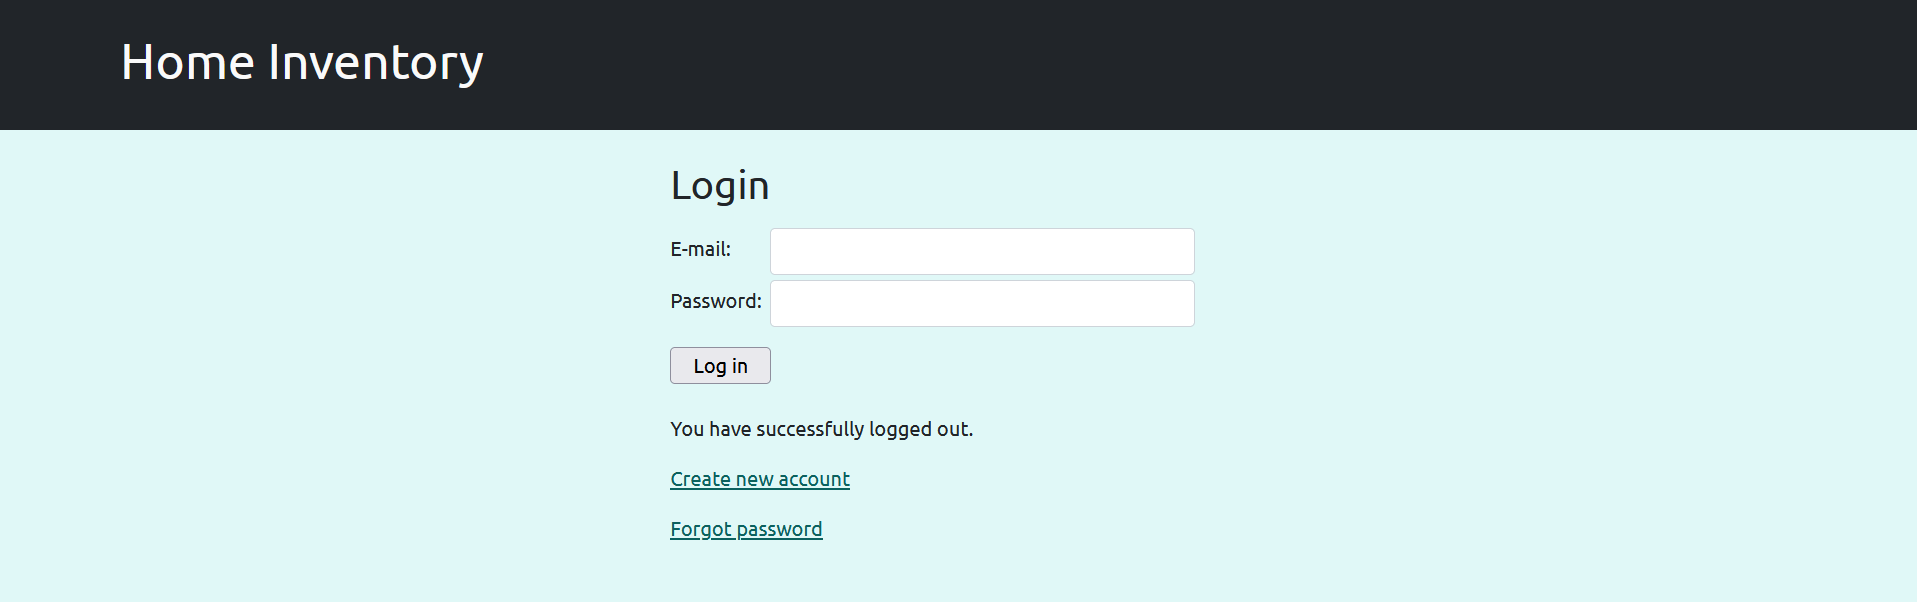 Home Inventory
Login
E-mail:
Password:
Log in
You have successfully logged out.
Create new account
Forgot password